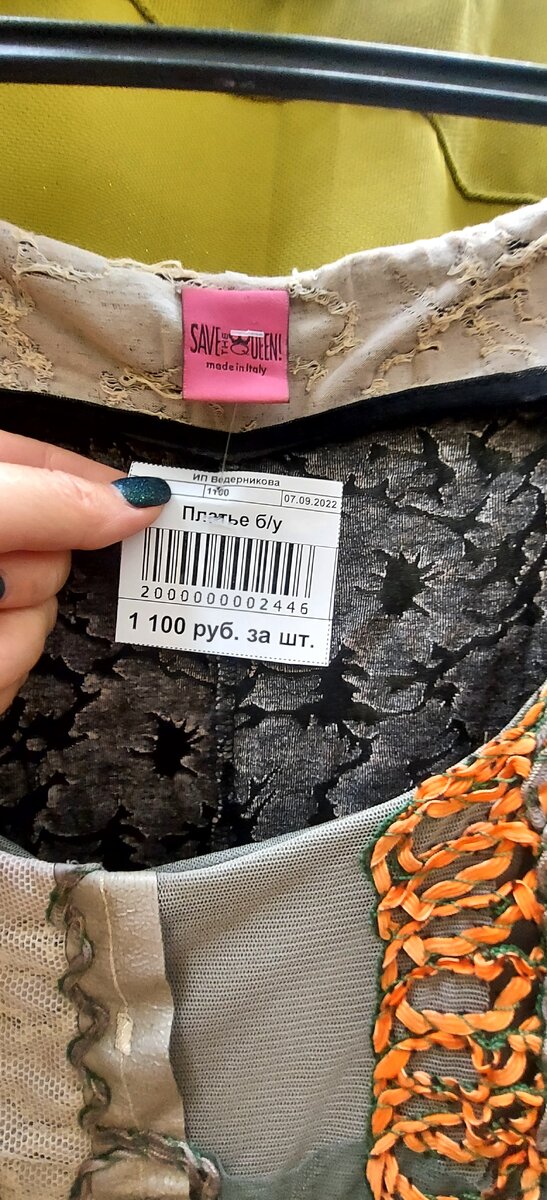 SAVE THE QUEEN!
made in Italy
ИП Ведерникова
1100 07.09.2022
Платье б/у
2000000002446
1 100 руб. за шт.